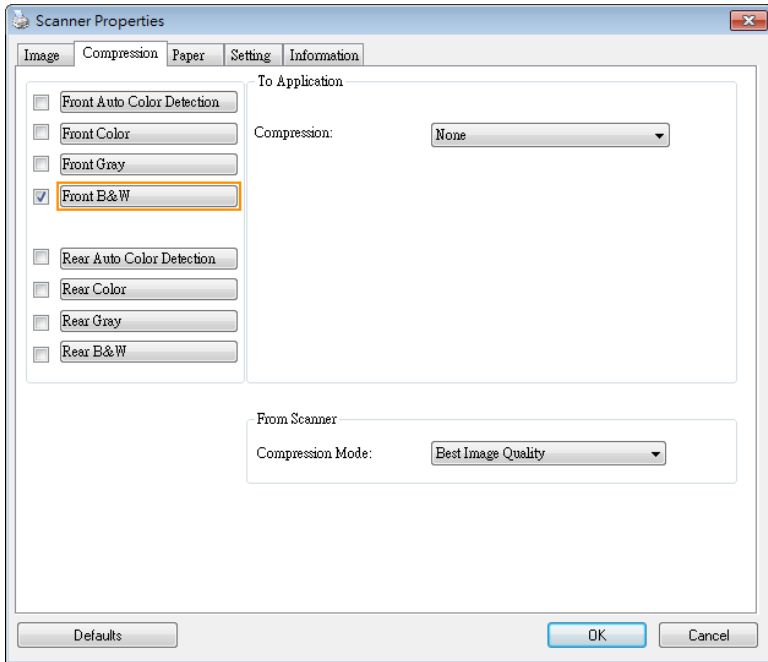 Scanner Properties
Image Compression Paper Setting Information
Front Auto Color Detection
Front Color
Front Gray
Front B&W
Rear Auto Color Detection
Rear Color
Rear Gray
Rear B&W
To Application
Compression: None
From Scanner
Compression Mode: Best Image Quality
Defaults OK Cancel